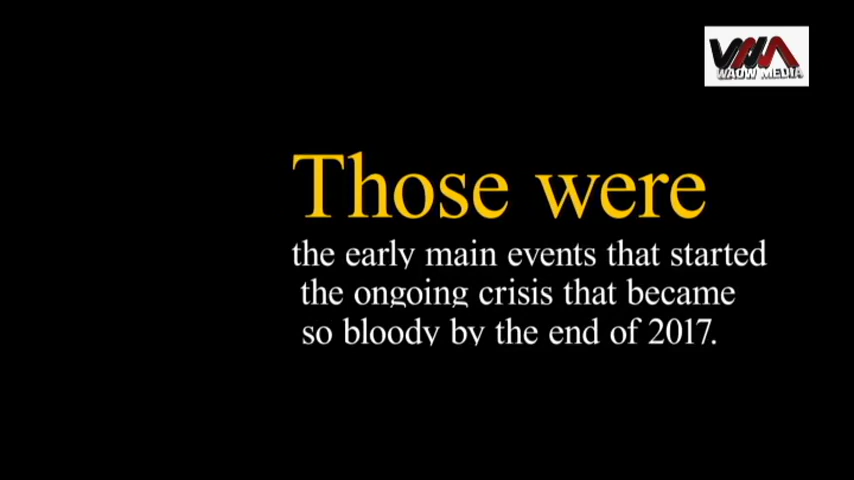 WAOW MEDIA
Those were
the early main events that started
the ongoing crisis that became
so bloody by the end of 2017.